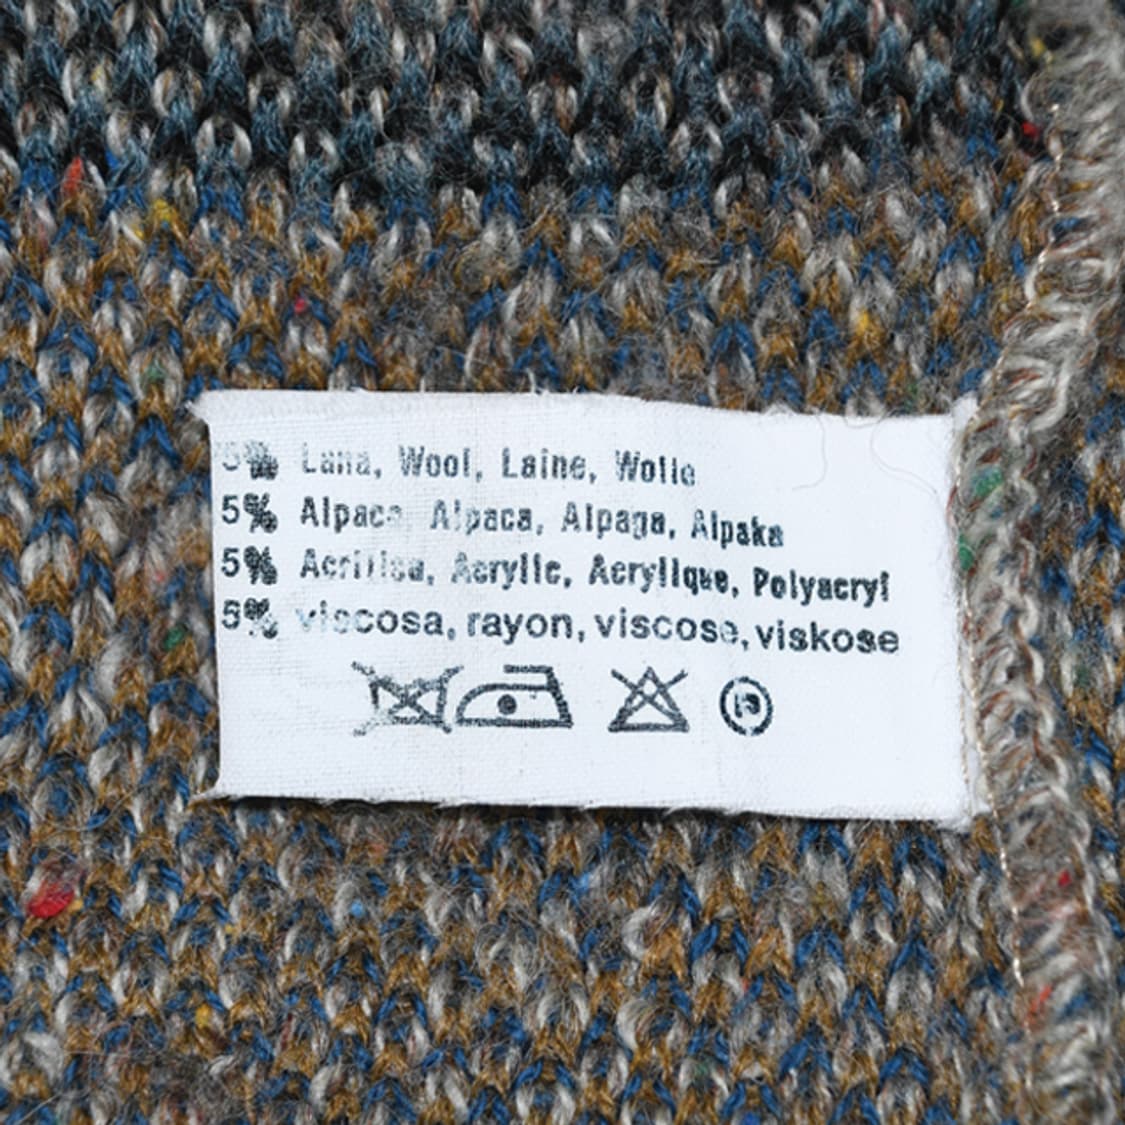 5% Lana, Wool, Laine, Wolle
5% Alpaca, Alpaca, Alpaga, Alpaka
5% Acrilica, Acrylic, Acrylique, Polyacryl
5% viscosa, rayon, viscose, viskose
P